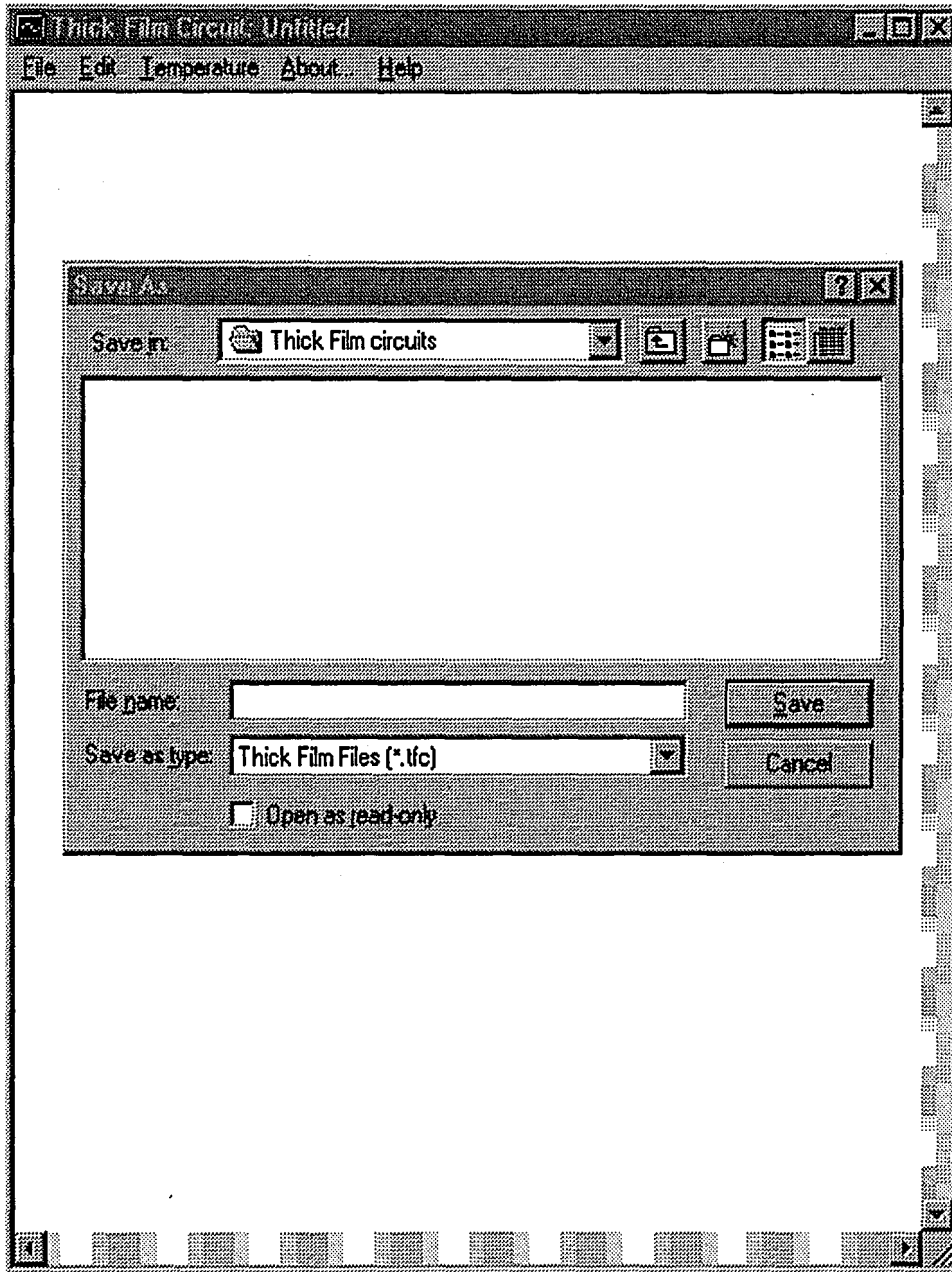 Thick Film Circuit: Untitled
File Edit Temperature About... Help
Save As
Save in: Thick Film circuits
File name:
Save
Save as type: Thick Film Files (*.tfc)
Cancel
Open as read-only